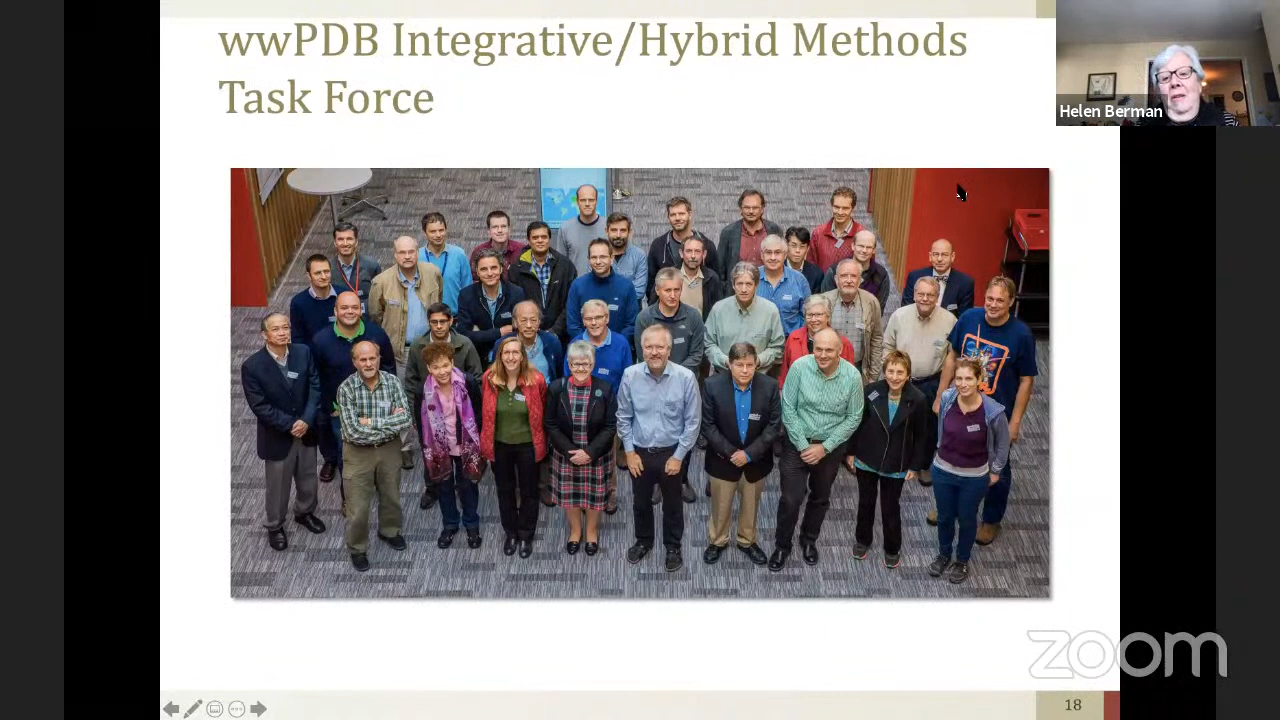 wwPDB Integrative/Hybrid Methods
Task Force
Helen Berman
zoom
18